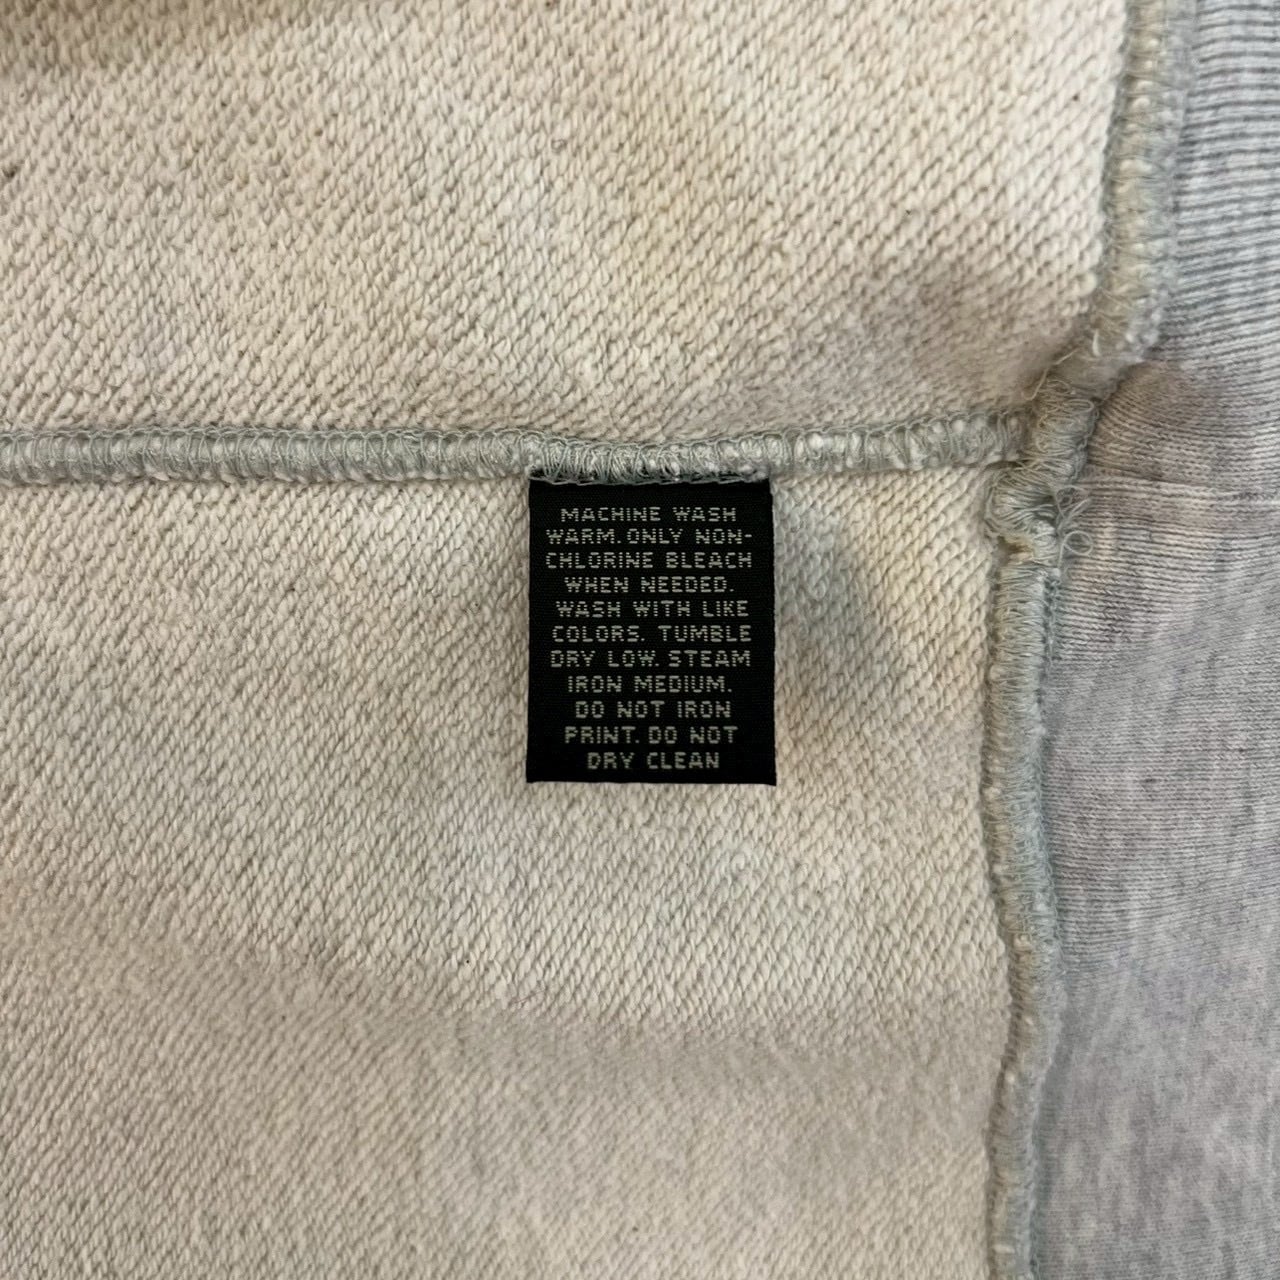 MACHINE WASH
WARM. ONLY NON-
CHLORINE BLEACH
WHEN NEEDED.
WASH WITH LIKE
COLORS. TUMBLE
DRY LOW. STEAM
IRON MEDIUM.
DO NOT IRON
PRINT. DO NOT
DRY CLEAN